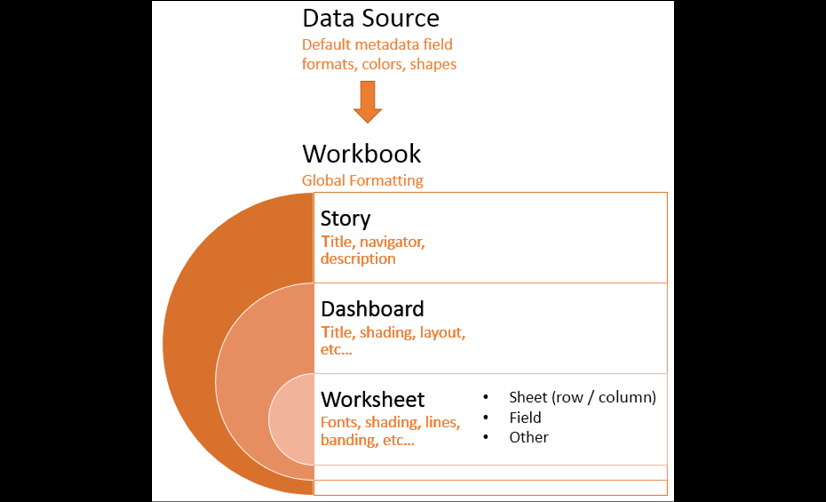 Data Source
Default metadata field
formats, colors, shapes
Workbook
Global Formatting
Story
Title, navigator,
description
Dashboard
Title, shading, layout,
etc...
Worksheet
Fonts, shading, lines,
banding, etc...
• Sheet (row / column)
• Field
• Other